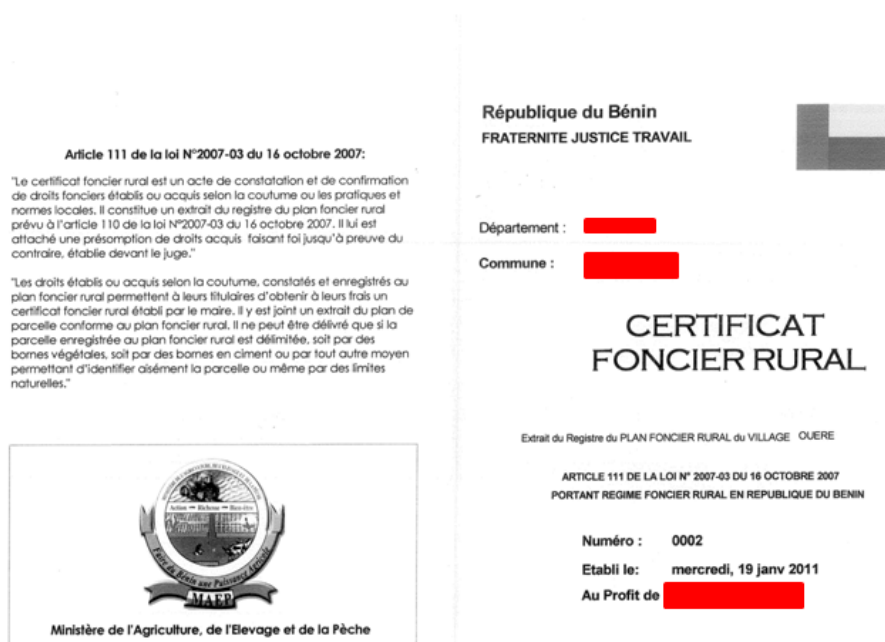 Article 111 de la loi N°2007-03 du 16 octobre 2007:
"Le certificat foncier rural est un acte de constatation et de confirmation
de droits fonciers établis ou acquis selon la coutume ou les pratiques et
normes locales. Il constitue un extrait du registre du plan foncier rural
prévu à l'article 110 de la loi N°2007-03 du 16 octobre 2007. Il lui est
attaché une présomption de droits acquis faisant foi jusqu'à preuve du
contraire, établie devant le juge."
"Les droits établis ou acquis selon la coutume, constatés et enregistrés au
plan foncier rural permettent à leurs titulaires d'obtenir à leurs frais un
certificat foncier rural établi par le maire. Il y est joint un extrait du plan de
parcelle conforme au plan foncier rural. Il ne peut être délivré que si la
parcelle enregistrée au plan foncier rural est délimitée, soit par des
bornes végétales, soit par des bornes en ciment ou par tout autre moyen
permettant d'identifier aisément la parcelle ou même par des limites
naturelles."
Action Richesse Bien-être
Faire du Bénin une Puissance Agricole
MAEP
Ministère de l'Agriculture, de l'Elevage et de la Pêche
République du Bénin
FRATERNITE JUSTICE TRAVAIL
Département :
Commune :
CERTIFICAT
FONCIER RURAL
Extrait du Registre du PLAN FONCIER RURAL du VILLAGE OUERE
ARTICLE 111 DE LA LOI N° 2007-03 DU 16 OCTOBRE 2007
PORTANT REGIME FONCIER RURAL EN REPUBLIQUE DU BENIN
Numéro : 0002
Etabli le: mercredi, 19 janv 2011
Au Profit de